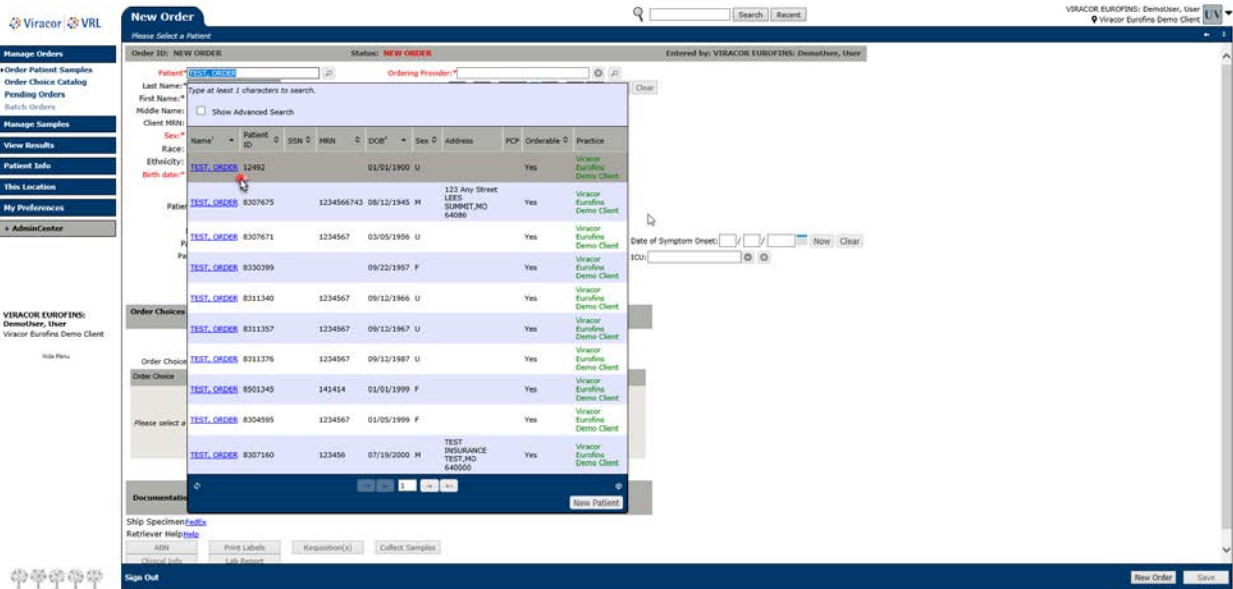 Viracor VRL
New Order
Search Recent
VIRACOR EUROFINS: DemoUser, User
Viracor Eurofins Demo Client
UV
Please Select a Patient
Manage Orders
Order Patient Samples
Order Choice Catalog
Pending Orders
Batch Orders
Manage Samples
View Results
Patient Info
This Location
My Preferences
+ AdminCenter
VIRACOR EUROFINS:
DemoUser, User
Viracor Eurofins Demo Client
Hide Menu
Order ID: NEW ORDER Status: NEW ORDER Entered by: VIRACOR EUROFINS: DemoUser, User
Patient* TEST, ORDER Ordering Provider:*
Last Name:* Clear
First Name:*
Middle Name:
Client MRN:
Sex:*
Race:
Ethnicity:
Birth date:*
Type at least 1 characters to search.
Show Advanced Search
Name Patient ID SSN MRN DOB Sex Address PCP Orderable Practice
TEST, ORDER 12492 01/01/1900 U Yes Viracor Eurofins Demo Client
TEST, ORDER 8307675 1234566743 08/12/1945 M 123 Any Street LEES SUMMIT,MO 64086 Yes Viracor Eurofins Demo Client
TEST, ORDER 8307671 1234567 03/05/1956 U Yes Viracor Eurofins Demo Client
TEST, ORDER 8330399 09/22/1957 F Yes Viracor Eurofins Demo Client
TEST, ORDER 8311340 1234567 09/12/1966 U Yes Viracor Eurofins Demo Client
TEST, ORDER 8311357 1234567 09/12/1967 U Yes Viracor Eurofins Demo Client
TEST, ORDER 8311376 1234567 09/12/1987 U Yes Viracor Eurofins Demo Client
TEST, ORDER 8501345 141414 01/01/1999 F Yes Viracor Eurofins Demo Client
TEST, ORDER 8304595 1234567 01/05/1999 F Yes Viracor Eurofins Demo Client
TEST, ORDER 8307160 123456 07/19/2000 M TEST INSURANCE TEST,MO 640000 Yes Viracor Eurofins Demo Client
1
New Patient
Date of Symptom Onset: / / Now Clear
ICU:
Order Choices
Order Choice
Order Choice
Please select a
Documentatio
Ship Specimen FedEx
Retriever Help Help
ABN Print Labels Requisition(s) Collect Samples
Clinical Info Lab Report
Sign Out
New Order Save